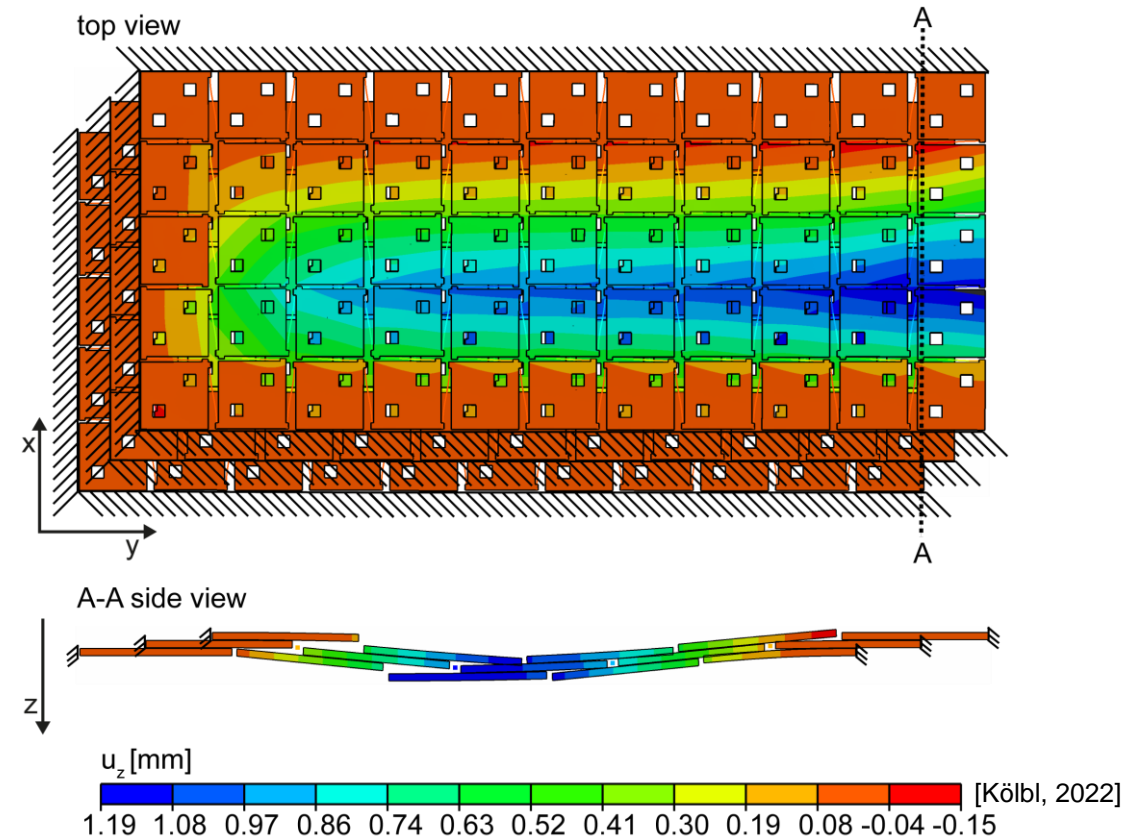 top view
A
x
y
A
A-A side view
z
u_z [mm]
[Kölbl, 2022]
1.19 1.08 0.97 0.86 0.74 0.63 0.52 0.41 0.30 0.19 0.08 -0.04 -0.15